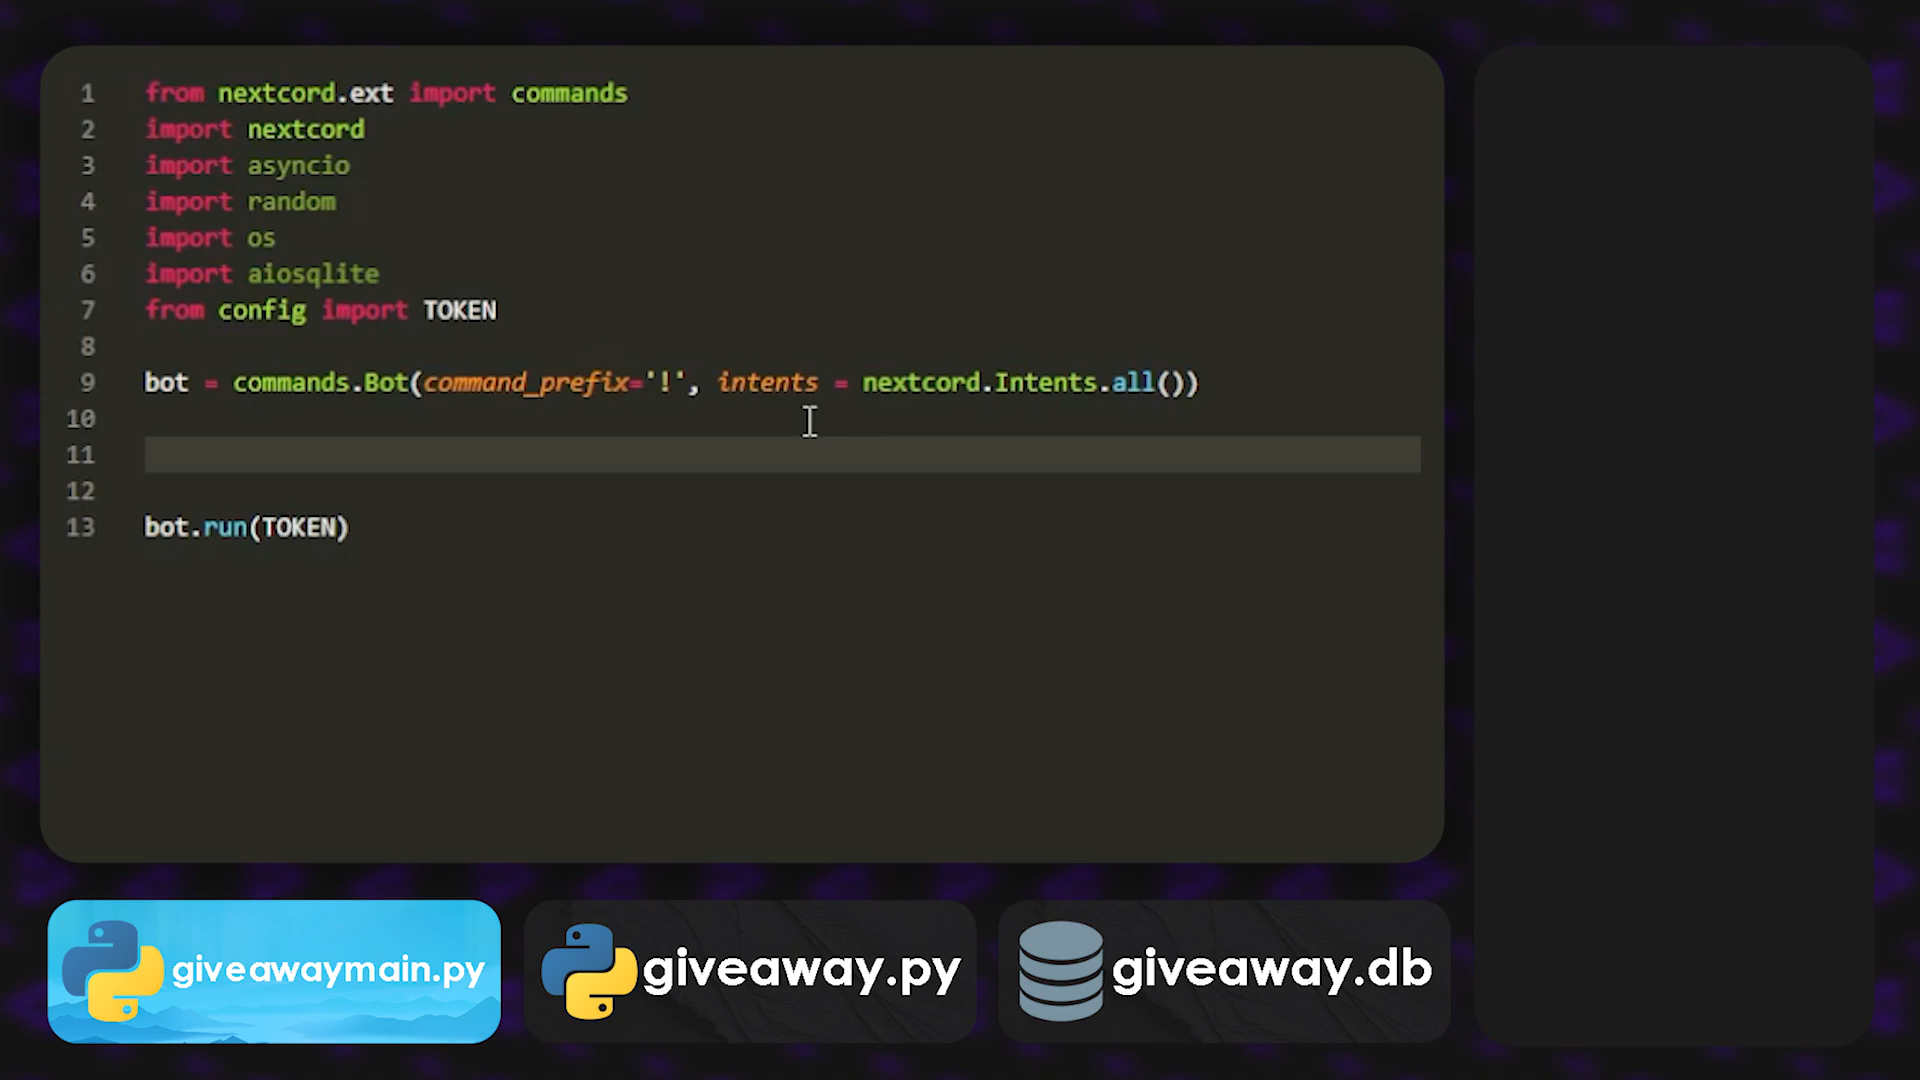 1 from nextcord.ext import commands
2 import nextcord
3 import asyncio
4 import random
5 import os
6 import aiosqlite
7 from config import TOKEN
8
9 bot = commands.Bot(command_prefix='!', intents = nextcord.Intents.all())
10
11
12
13 bot.run(TOKEN)
giveawaymain.py
giveaway.py
giveaway.db